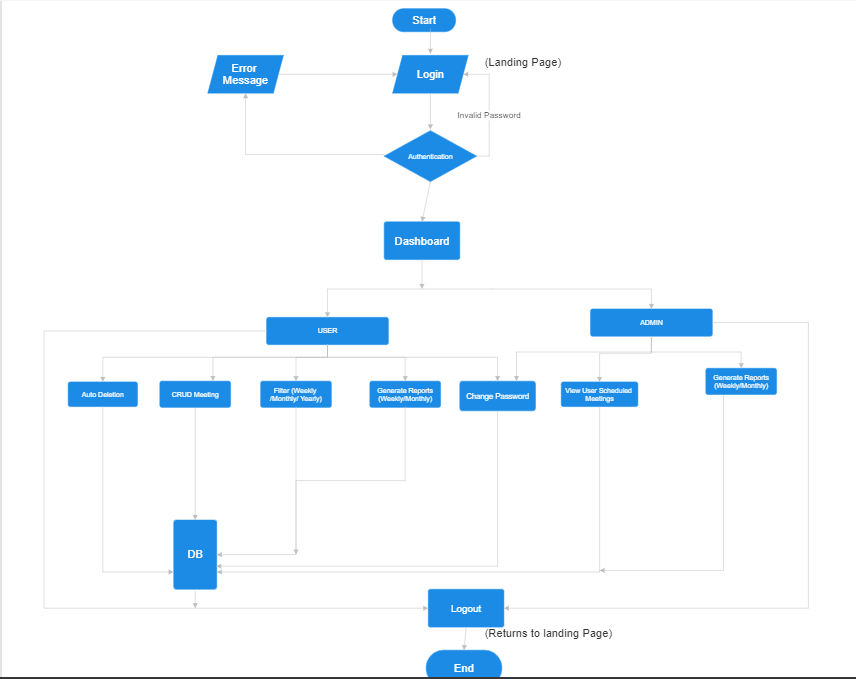 Start
Error
Message
Login
(Landing Page)
Invalid Password
Authentication
Dashboard
USER
ADMIN
Auto Deletion
CRUD Meeting
Filter (Weekly
/Monthly/ Yearly)
Generate Reports
(Weekly/Monthly)
Change Password
View User Scheduled
Meetings
Generate Reports
(Weekly/Monthly)
DB
Logout
(Returns to landing Page)
End